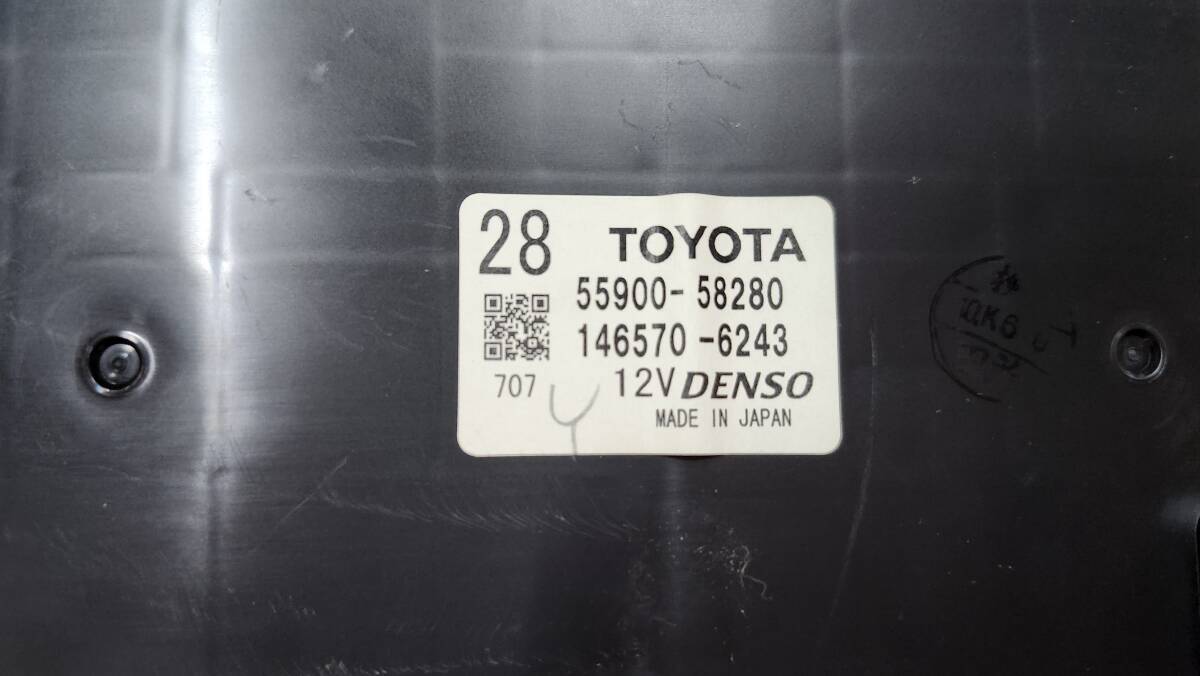 28 TOYOTA
55900-58280
146570-6243
707 12V DENSO
MADE IN JAPAN